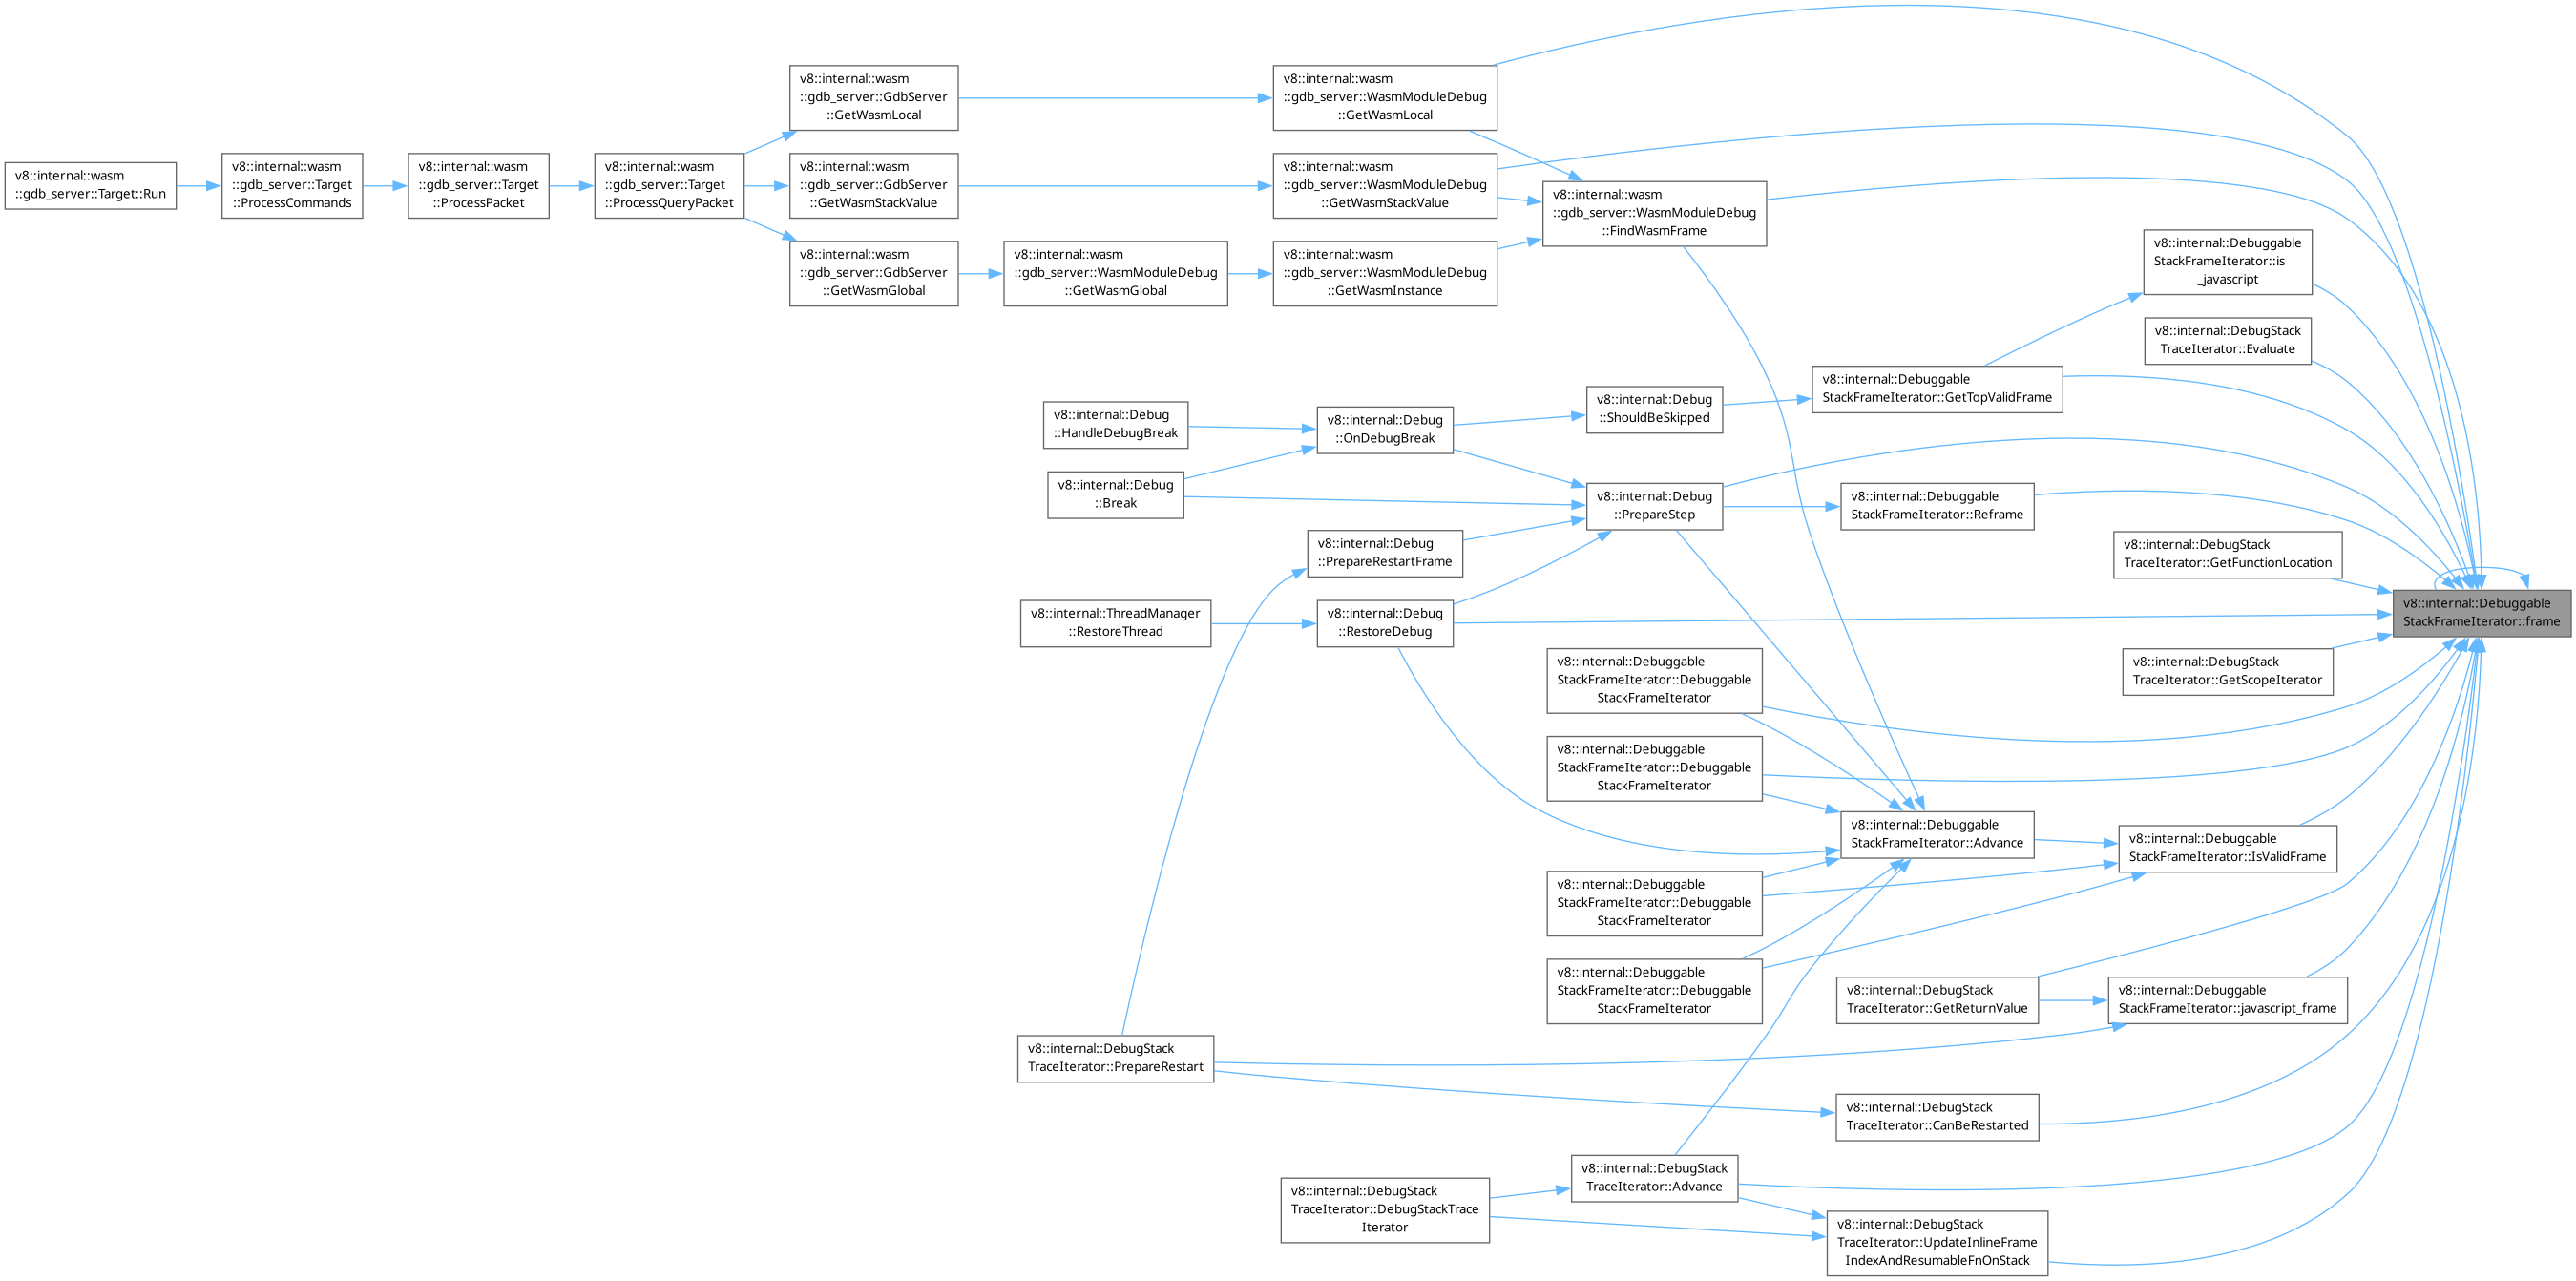 v8::internal::wasm
::gdb_server::Target::Run
v8::internal::wasm
::gdb_server::Target
::ProcessCommands
v8::internal::wasm
::gdb_server::Target
::ProcessPacket
v8::internal::wasm
::gdb_server::Target
::ProcessQueryPacket
v8::internal::wasm
::gdb_server::GdbServer
::GetWasmLocal
v8::internal::wasm
::gdb_server::GdbServer
::GetWasmStackValue
v8::internal::wasm
::gdb_server::GdbServer
::GetWasmGlobal
v8::internal::wasm
::gdb_server::WasmModuleDebug
::GetWasmGlobal
v8::internal::wasm
::gdb_server::WasmModuleDebug
::GetWasmLocal
v8::internal::wasm
::gdb_server::WasmModuleDebug
::GetWasmStackValue
v8::internal::wasm
::gdb_server::WasmModuleDebug
::GetWasmInstance
v8::internal::wasm
::gdb_server::WasmModuleDebug
::FindWasmFrame
v8::internal::Debuggable
StackFrameIterator::is
_javascript
v8::internal::DebugStack
TraceIterator::Evaluate
v8::internal::Debuggable
StackFrameIterator::GetTopValidFrame
v8::internal::Debug
::ShouldBeSkipped
v8::internal::Debug
::OnDebugBreak
v8::internal::Debug
::HandleDebugBreak
v8::internal::Debug
::Break
v8::internal::Debug
::PrepareStep
v8::internal::Debuggable
StackFrameIterator::Reframe
v8::internal::Debug
::PrepareRestartFrame
v8::internal::DebugStack
TraceIterator::GetFunctionLocation
v8::internal::Debuggable
StackFrameIterator::frame
v8::internal::ThreadManager
::RestoreThread
v8::internal::Debug
::RestoreDebug
v8::internal::DebugStack
TraceIterator::GetScopeIterator
v8::internal::Debuggable
StackFrameIterator::Debuggable
StackFrameIterator
v8::internal::Debuggable
StackFrameIterator::Debuggable
StackFrameIterator
v8::internal::Debuggable
StackFrameIterator::Advance
v8::internal::Debuggable
StackFrameIterator::IsValidFrame
v8::internal::Debuggable
StackFrameIterator::Debuggable
StackFrameIterator
v8::internal::Debuggable
StackFrameIterator::Debuggable
StackFrameIterator
v8::internal::DebugStack
TraceIterator::GetReturnValue
v8::internal::Debuggable
StackFrameIterator::javascript_frame
v8::internal::DebugStack
TraceIterator::PrepareRestart
v8::internal::DebugStack
TraceIterator::CanBeRestarted
v8::internal::DebugStack
TraceIterator::Advance
v8::internal::DebugStack
TraceIterator::DebugStackTrace
Iterator
v8::internal::DebugStack
TraceIterator::UpdateInlineFrame
IndexAndResumableFnOnStack